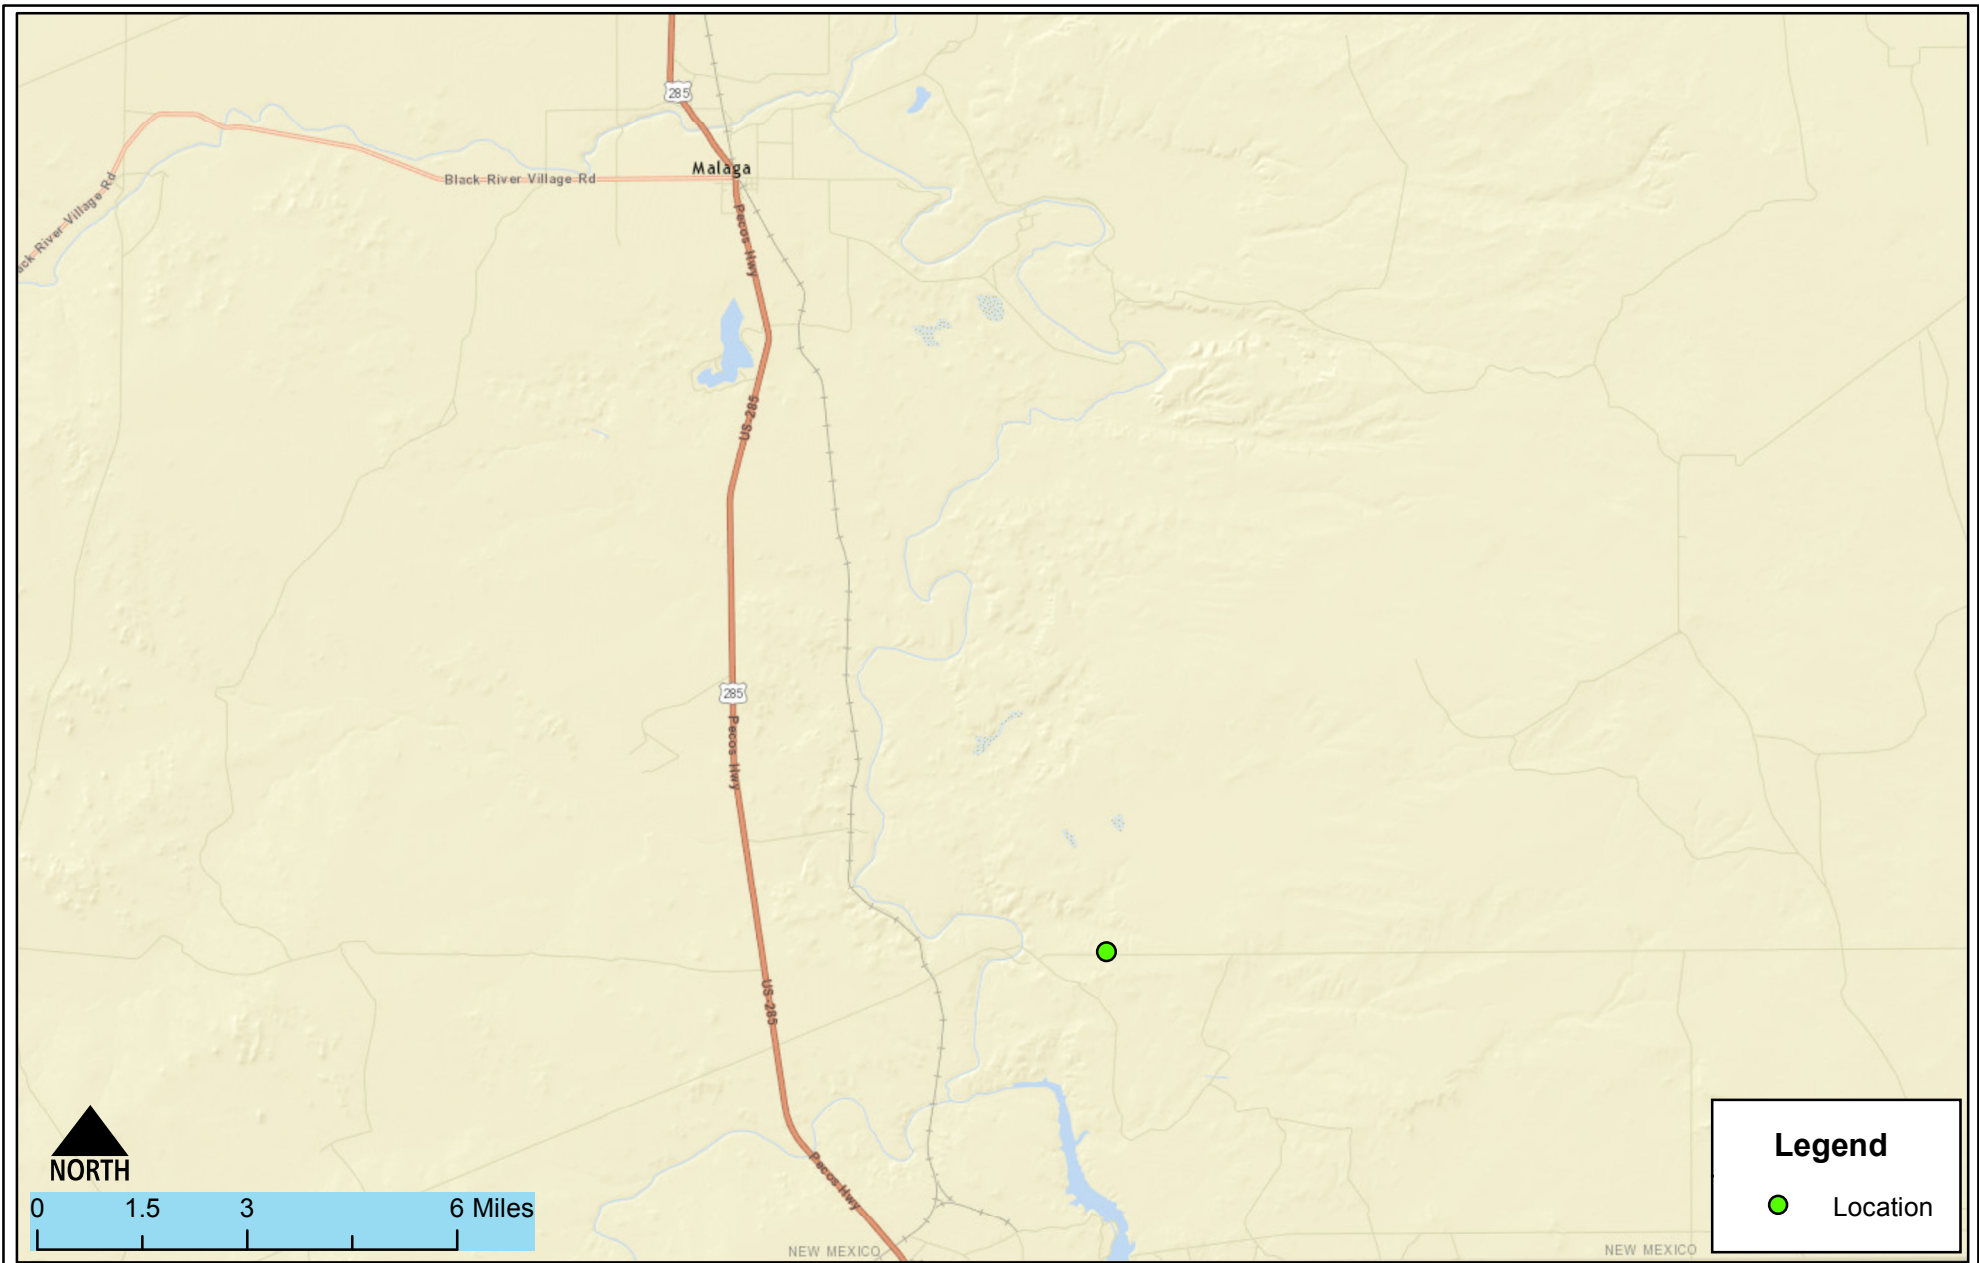 285
Malaga
Black River Village Rd
ack River Village Rd
Pecos Hwy
US-285
285
Pecos Hwy
US-285
Pecos Hwy
NORTH
0 1.5 3 6 Miles
Legend
Location
NEW MEXICO
NEW MEXICO